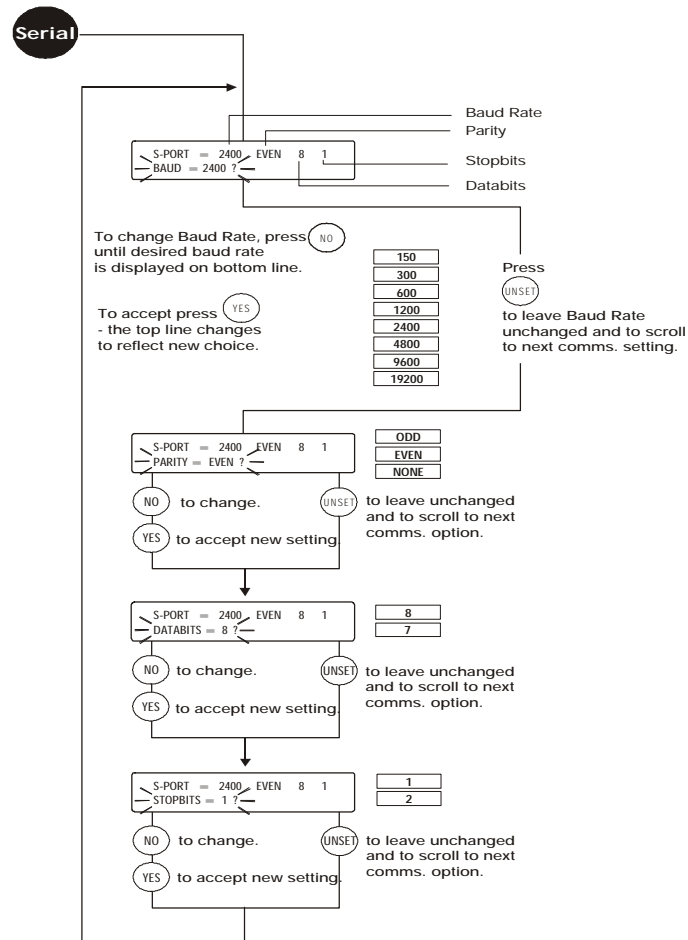 Serial
Baud Rate
Parity
Stopbits
Databits
S-PORT = 2400 EVEN 8 1
BAUD = 2400 ?
To change Baud Rate, press NO
until desired baud rate
is displayed on bottom line.
To accept press YES
- the top line changes
to reflect new choice.
150
300
600
1200
2400
4800
9600
19200
Press
UNSET
to leave Baud Rate
unchanged and to scroll
to next comms. setting.
S-PORT = 2400 EVEN 8 1
PARITY = EVEN ?
ODD
EVEN
NONE
NO to change.
YES to accept new setting.
UNSET to leave unchanged
and to scroll to next
comms. option.
S-PORT = 2400 EVEN 8 1
DATABITS = 8 ?
8
7
NO to change.
YES to accept new setting.
UNSET to leave unchanged
and to scroll to next
comms. option.
S-PORT = 2400 EVEN 8 1
STOPBITS = 1 ?
1
2
NO to change.
YES to accept new setting.
UNSET to leave unchanged
and to scroll to next
comms. option.